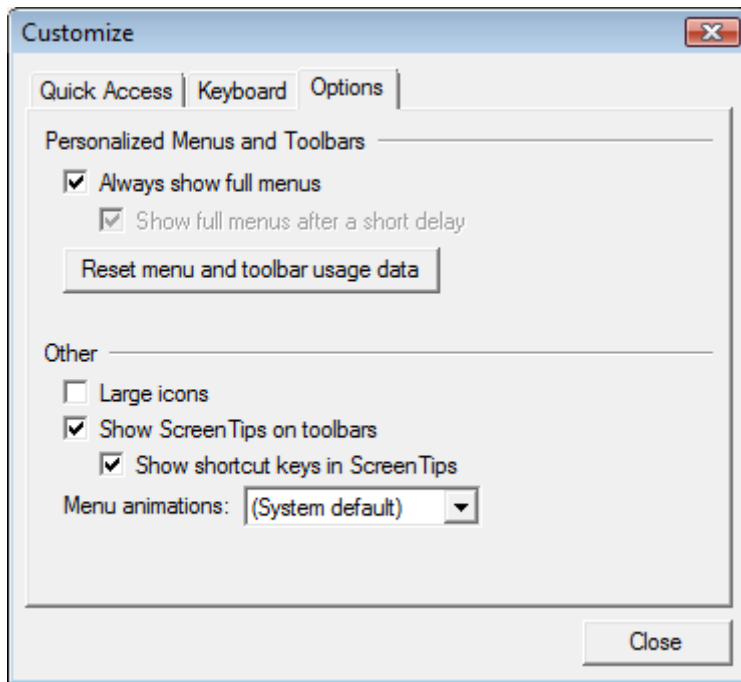 Customize
Quick Access Keyboard Options
Personalized Menus and Toolbars
Always show full menus
Show full menus after a short delay
Reset menu and toolbar usage data
Other
Large icons
Show ScreenTips on toolbars
Show shortcut keys in ScreenTips
Menu animations: (System default)
Close